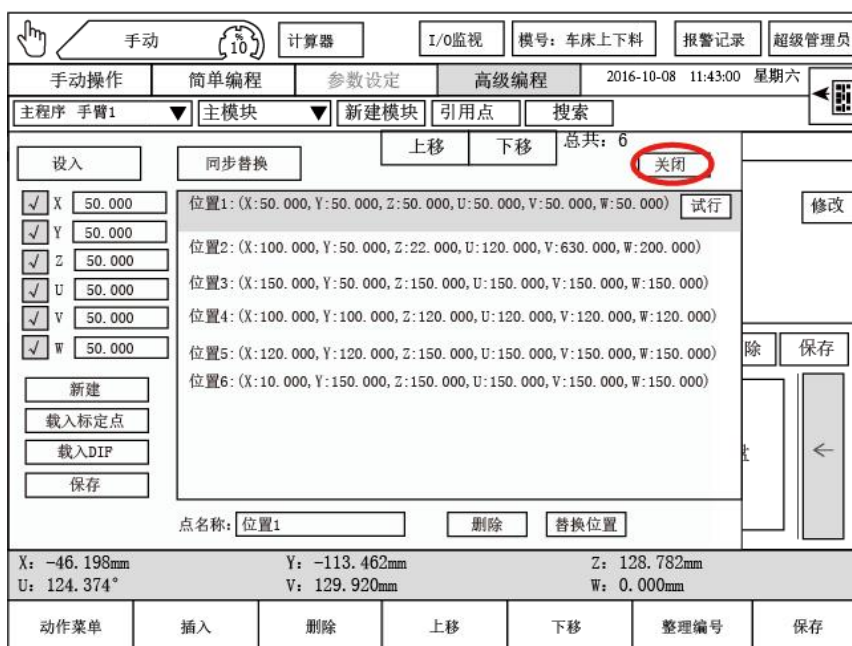 手动 % 10 计算器 I/O监视 模号: 车床上下料 报警记录 超级管理员
手动操作 简单编程 参数设定 高级编程 2016-10-08 11:43:00 星期六
主程序 手臂1 主模块 新建模块 引用点 搜索
设入 同步替换 上移 下移 总共: 6 关闭
√ X 50.000
√ Y 50.000
√ Z 50.000
√ U 50.000
√ V 50.000
√ W 50.000
新建
载入标定点
载入DIF
保存
位置1:(X:50.000,Y:50.000,Z:50.000,U:50.000,V:50.000,W:50.000) 试行
位置2:(X:100.000,Y:50.000,Z:22.000,U:120.000,V:630.000,W:200.000)
位置3:(X:150.000,Y:50.000,Z:150.000,U:150.000,V:150.000,W:150.000)
位置4:(X:100.000,Y:100.000,Z:120.000,U:120.000,V:120.000,W:120.000)
位置5:(X:120.000,Y:120.000,Z:150.000,U:150.000,V:150.000,W:150.000)
位置6:(X:10.000,Y:150.000,Z:150.000,U:150.000,V:150.000,W:150.000)
点名称: 位置1 删除 替换位置
修改
除 保存
X: -46.198mm Y: -113.462mm Z: 128.782mm
U: 124.374° V: 129.920mm W: 0.000mm
动作菜单 插入 删除 上移 下移 整理编号 保存